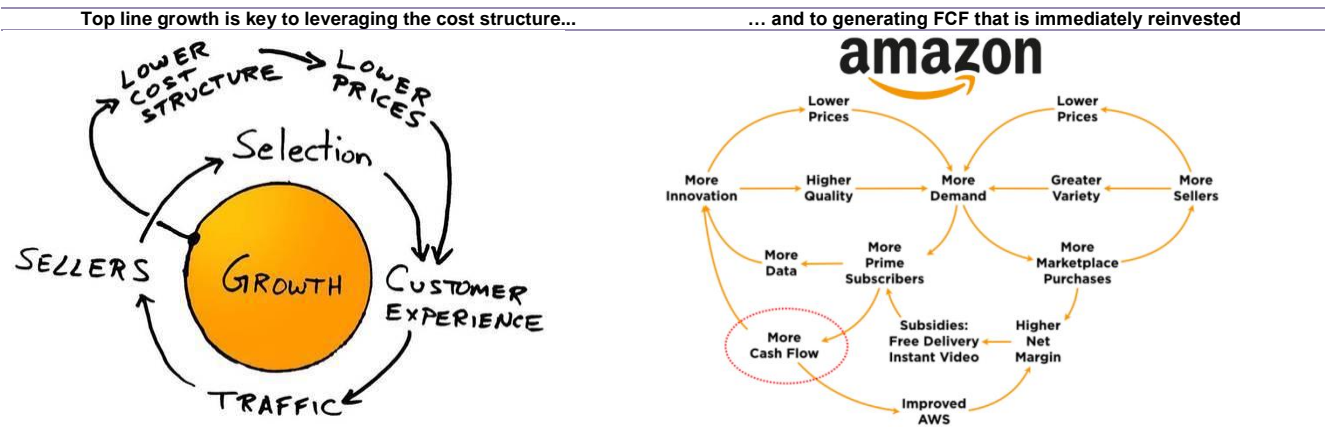 Top line growth is key to leveraging the cost structure...
… and to generating FCF that is immediately reinvested
LOWER
COST
STRUCTURE
LOWER
PRICES
Selection
SELLERS
GROWTH
CUSTOMER
EXPERIENCE
TRAFFIC
amazon
Lower
Prices
Lower
Prices
More
Innovation
Higher
Quality
More
Demand
Greater
Variety
More
Sellers
More
Data
More
Prime
Subscribers
More
Marketplace
Purchases
More
Cash Flow
Subsidies:
Free Delivery
Instant Video
Higher
Net
Margin
Improved
AWS